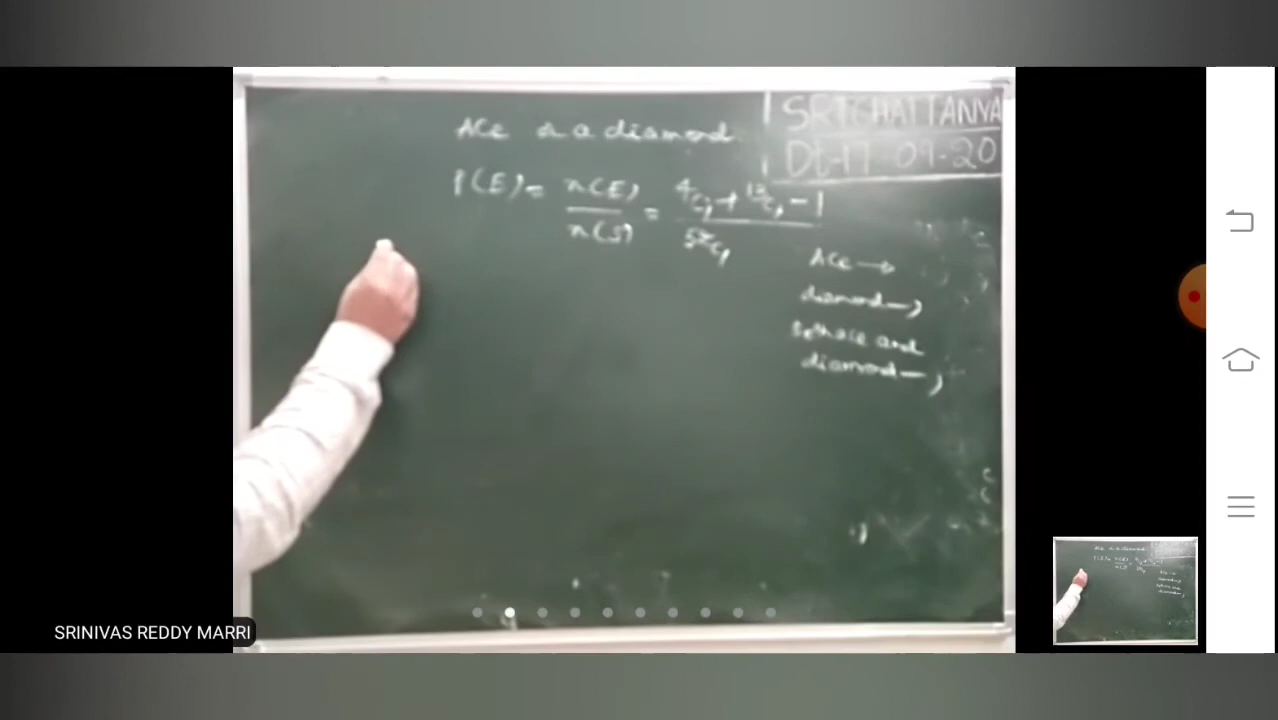 SRI CHAITANYA
Dt-17 09-20
ACe or a diamond
P(E) = n(E)/n(S) = 4C1 + 13C1 - 1 / 52C1
ACe →
diamond →
Both ace and
diamond →
SRINIVAS REDDY MARRI